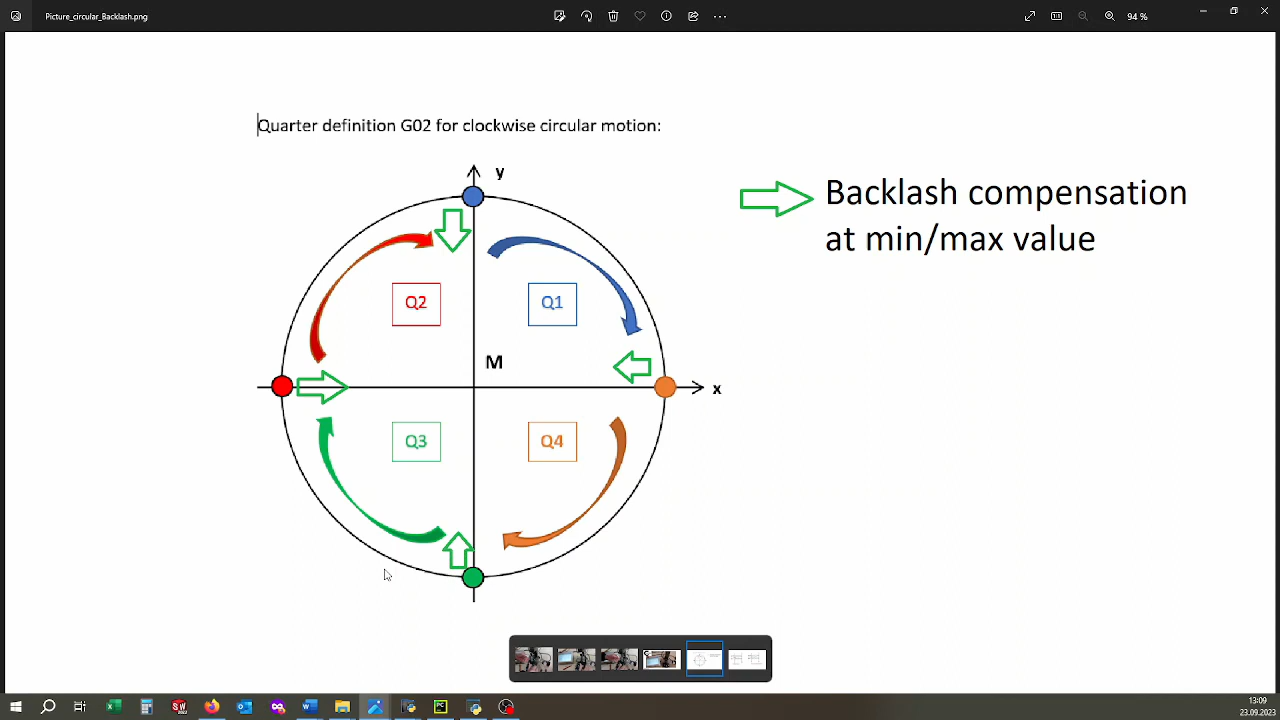 Picture_circular_Backlash.png
94 %
Quarter definition G02 for clockwise circular motion:
y
Backlash compensation
at min/max value
Q2
Q1
M
x
Q3
Q4
13:09
23.09.2023